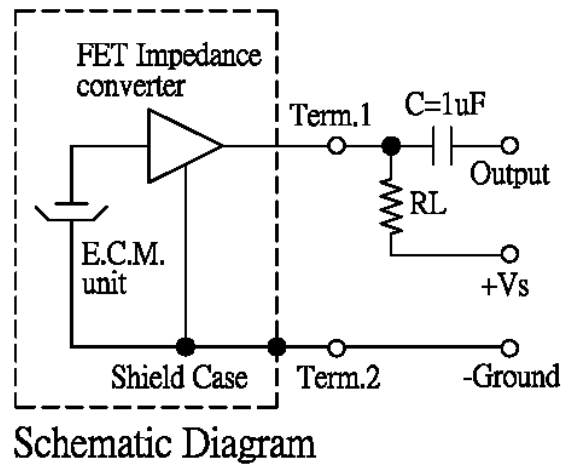 FET Impedance
converter
Term.1
C=1uF
Output
RL
E.C.M.
unit
+Vs
Shield Case
Term.2
-Ground
Schematic Diagram